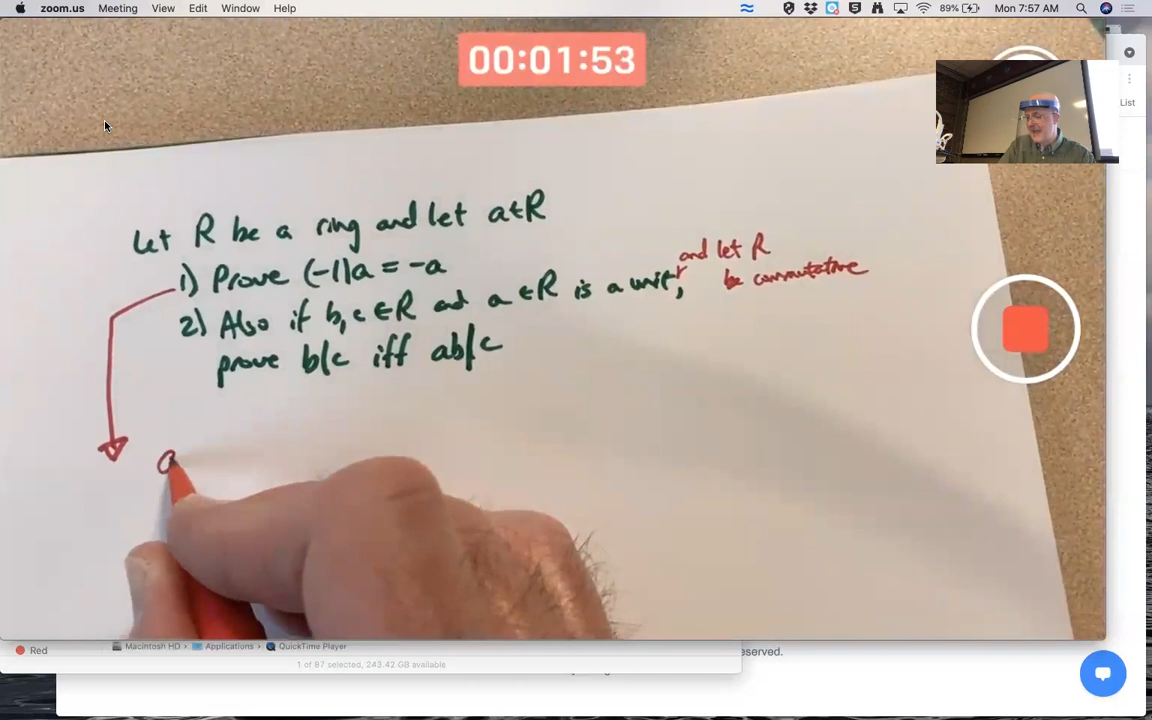 zoom.us Meeting View Edit Window Help
89% Mon 7:57 AM
00:01:53
List
Let R be a ring and let a∈R
1) Prove (-1)a = -a
and let R
2) Also if b, c ∈ R and a ∈ R is a unit,
be commutative
prove b|c iff ab|c
Red
Macintosh HD › Applications › QuickTime Player
1 of 87 selected, 243.42 GB available
eserved.